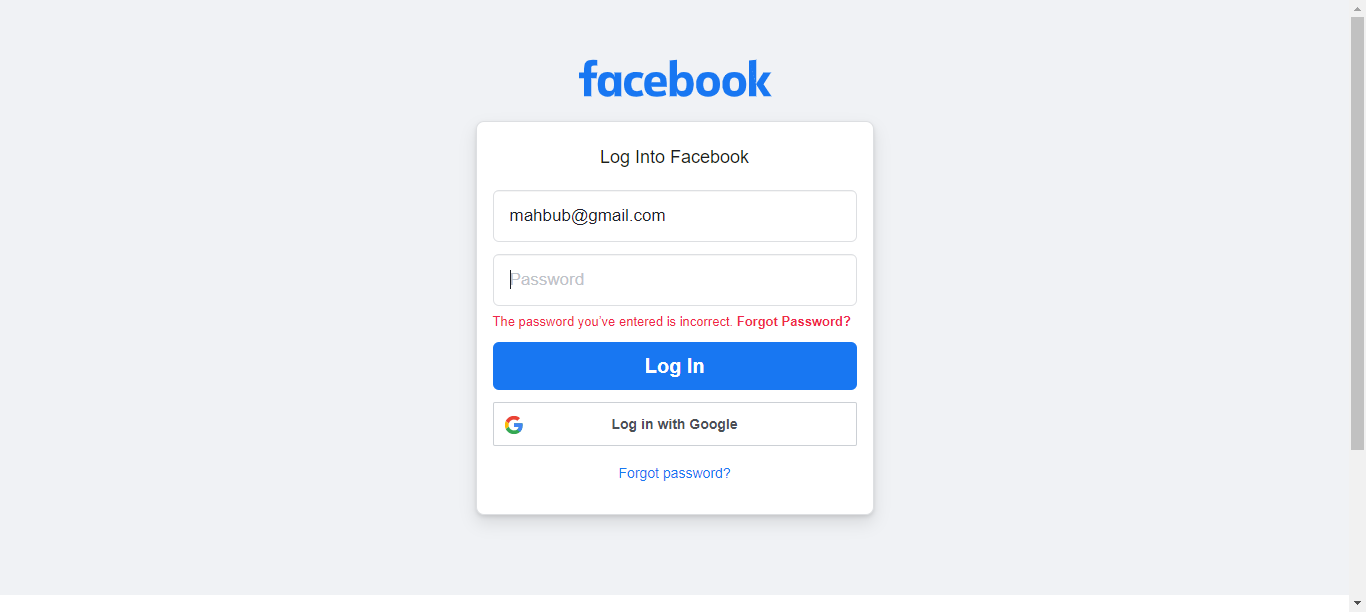 facebook
Log Into Facebook
mahbub@gmail.com
Password
The password you've entered is incorrect. Forgot Password?
Log In
Log in with Google
Forgot password?